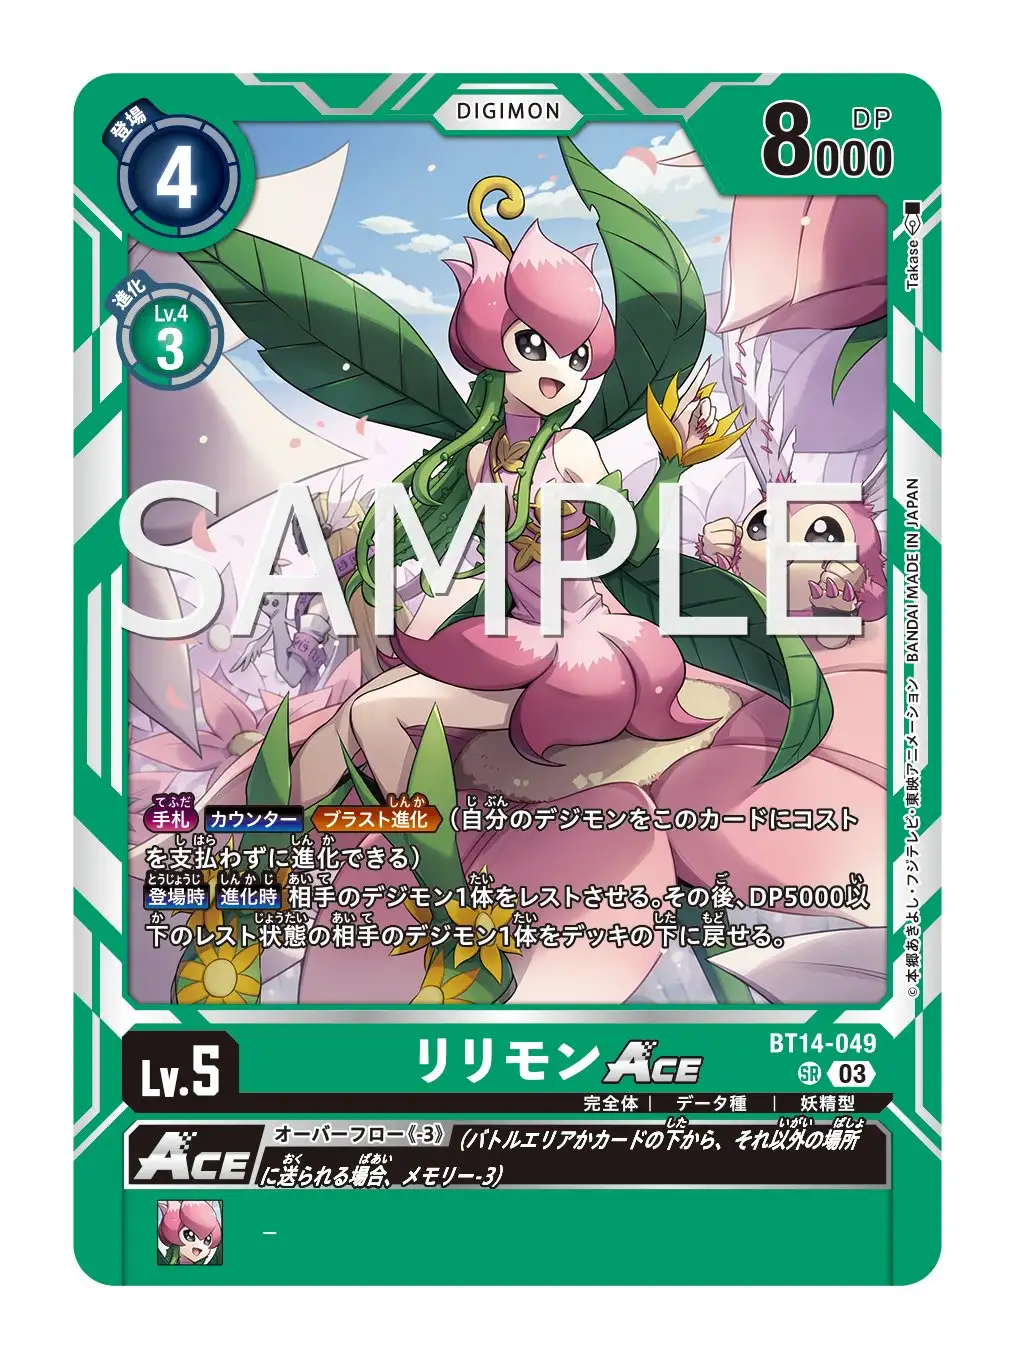 DIGIMON
登場
4
8000
DP
進化
Lv.4
3
Takase
SAMPLE
BANDAI MADE IN JAPAN
©本郷あきよし・フジテレビ・東映アニメーション
手札 カウンター ブラスト進化 (自分のデジモンをこのカードにコスト
を支払わずに進化できる)
登場時 進化時 相手のデジモン1体をレストさせる。その後、DP5000以
下のレスト状態の相手のデジモン1体をデッキの下に戻せる。
BT14-049
Lv.5
リリモン ACE
SR 03
完全体 | データ種 | 妖精型
ACE
オーバーフロー《-3》 (バトルエリアかカードの下から、それ以外の場所
に送られる場合、メモリー-3)
–